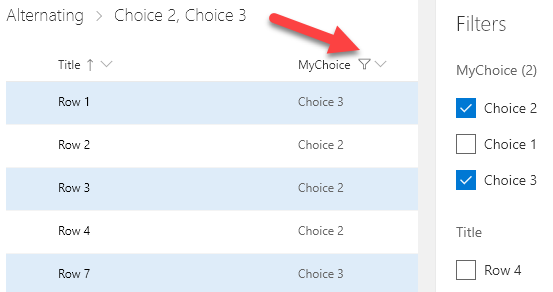 Alternating > Choice 2, Choice 3
Title ↑ MyChoice
Row 1 Choice 3
Row 2 Choice 2
Row 3 Choice 2
Row 4 Choice 2
Row 7 Choice 3
Filters
MyChoice (2)
Choice 2
Choice 1
Choice 3
Title
Row 4